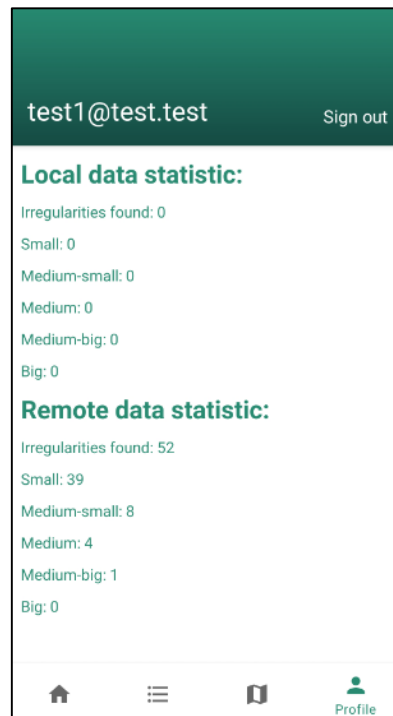 test1@test.test
Sign out
Local data statistic:
Irregularities found: 0
Small: 0
Medium-small: 0
Medium: 0
Medium-big: 0
Big: 0
Remote data statistic:
Irregularities found: 52
Small: 39
Medium-small: 8
Medium: 4
Medium-big: 1
Big: 0
Profile